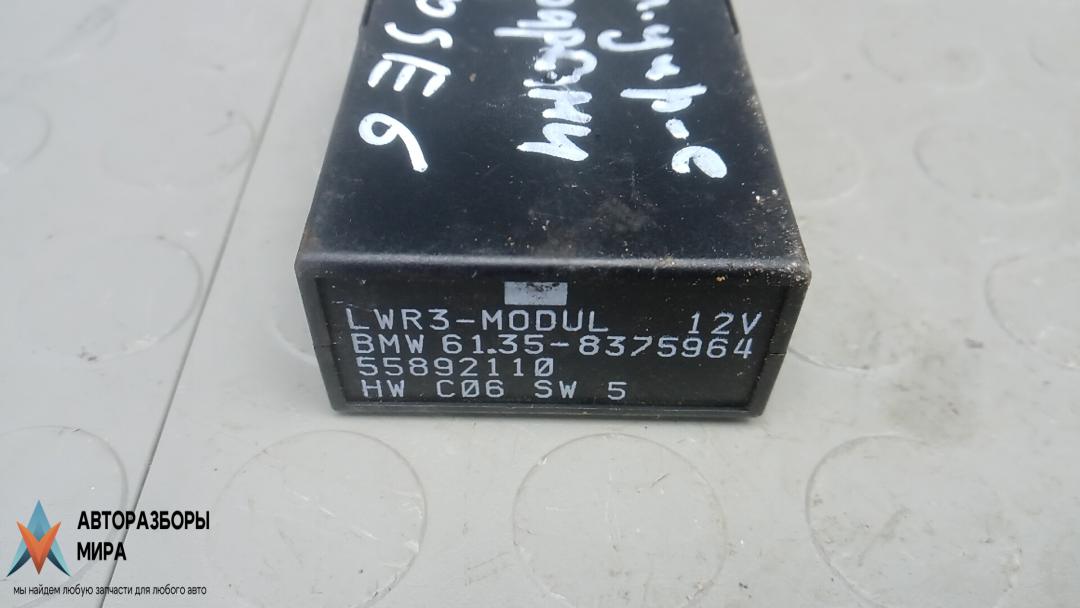 LWR3-MODUL 12V
BMW 61.35-8375964
55892110
HW C06 SW 5
АВТОРАЗБОРЫ
МИРА
мы найдем любую запчасти для любого авто